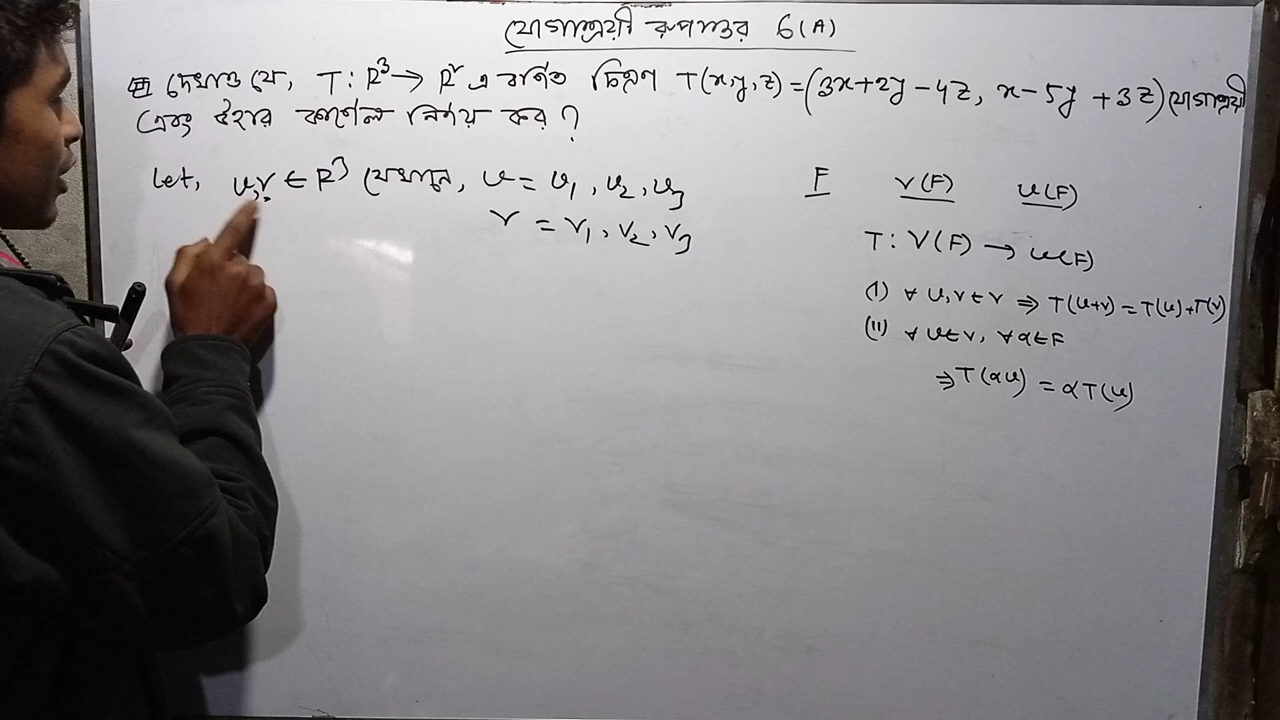 যোগাশ্রয়ী রূপান্তর 6(A)
দেখাও যে, T : R³ → R² এ বর্ণিত চিত্রণ T(x,y,z) = (3x+2y-4z, x-5y+3z) যোগাশ্রয়ী
এবং উহার কার্ণেল নির্ণয় কর ?
Let, u,v ∈ R³ যেখানে, u = u₁, u₂, u₃
v = v₁, v₂, v₃
F V(F) U(F)
T : V(F) → U(F)
(I) ∀ u,v ∈ V ⇒ T(u+v) = T(u)+T(v)
(II) ∀ u ∈ V, ∀ α ∈ F
⇒ T(αu) = αT(u)